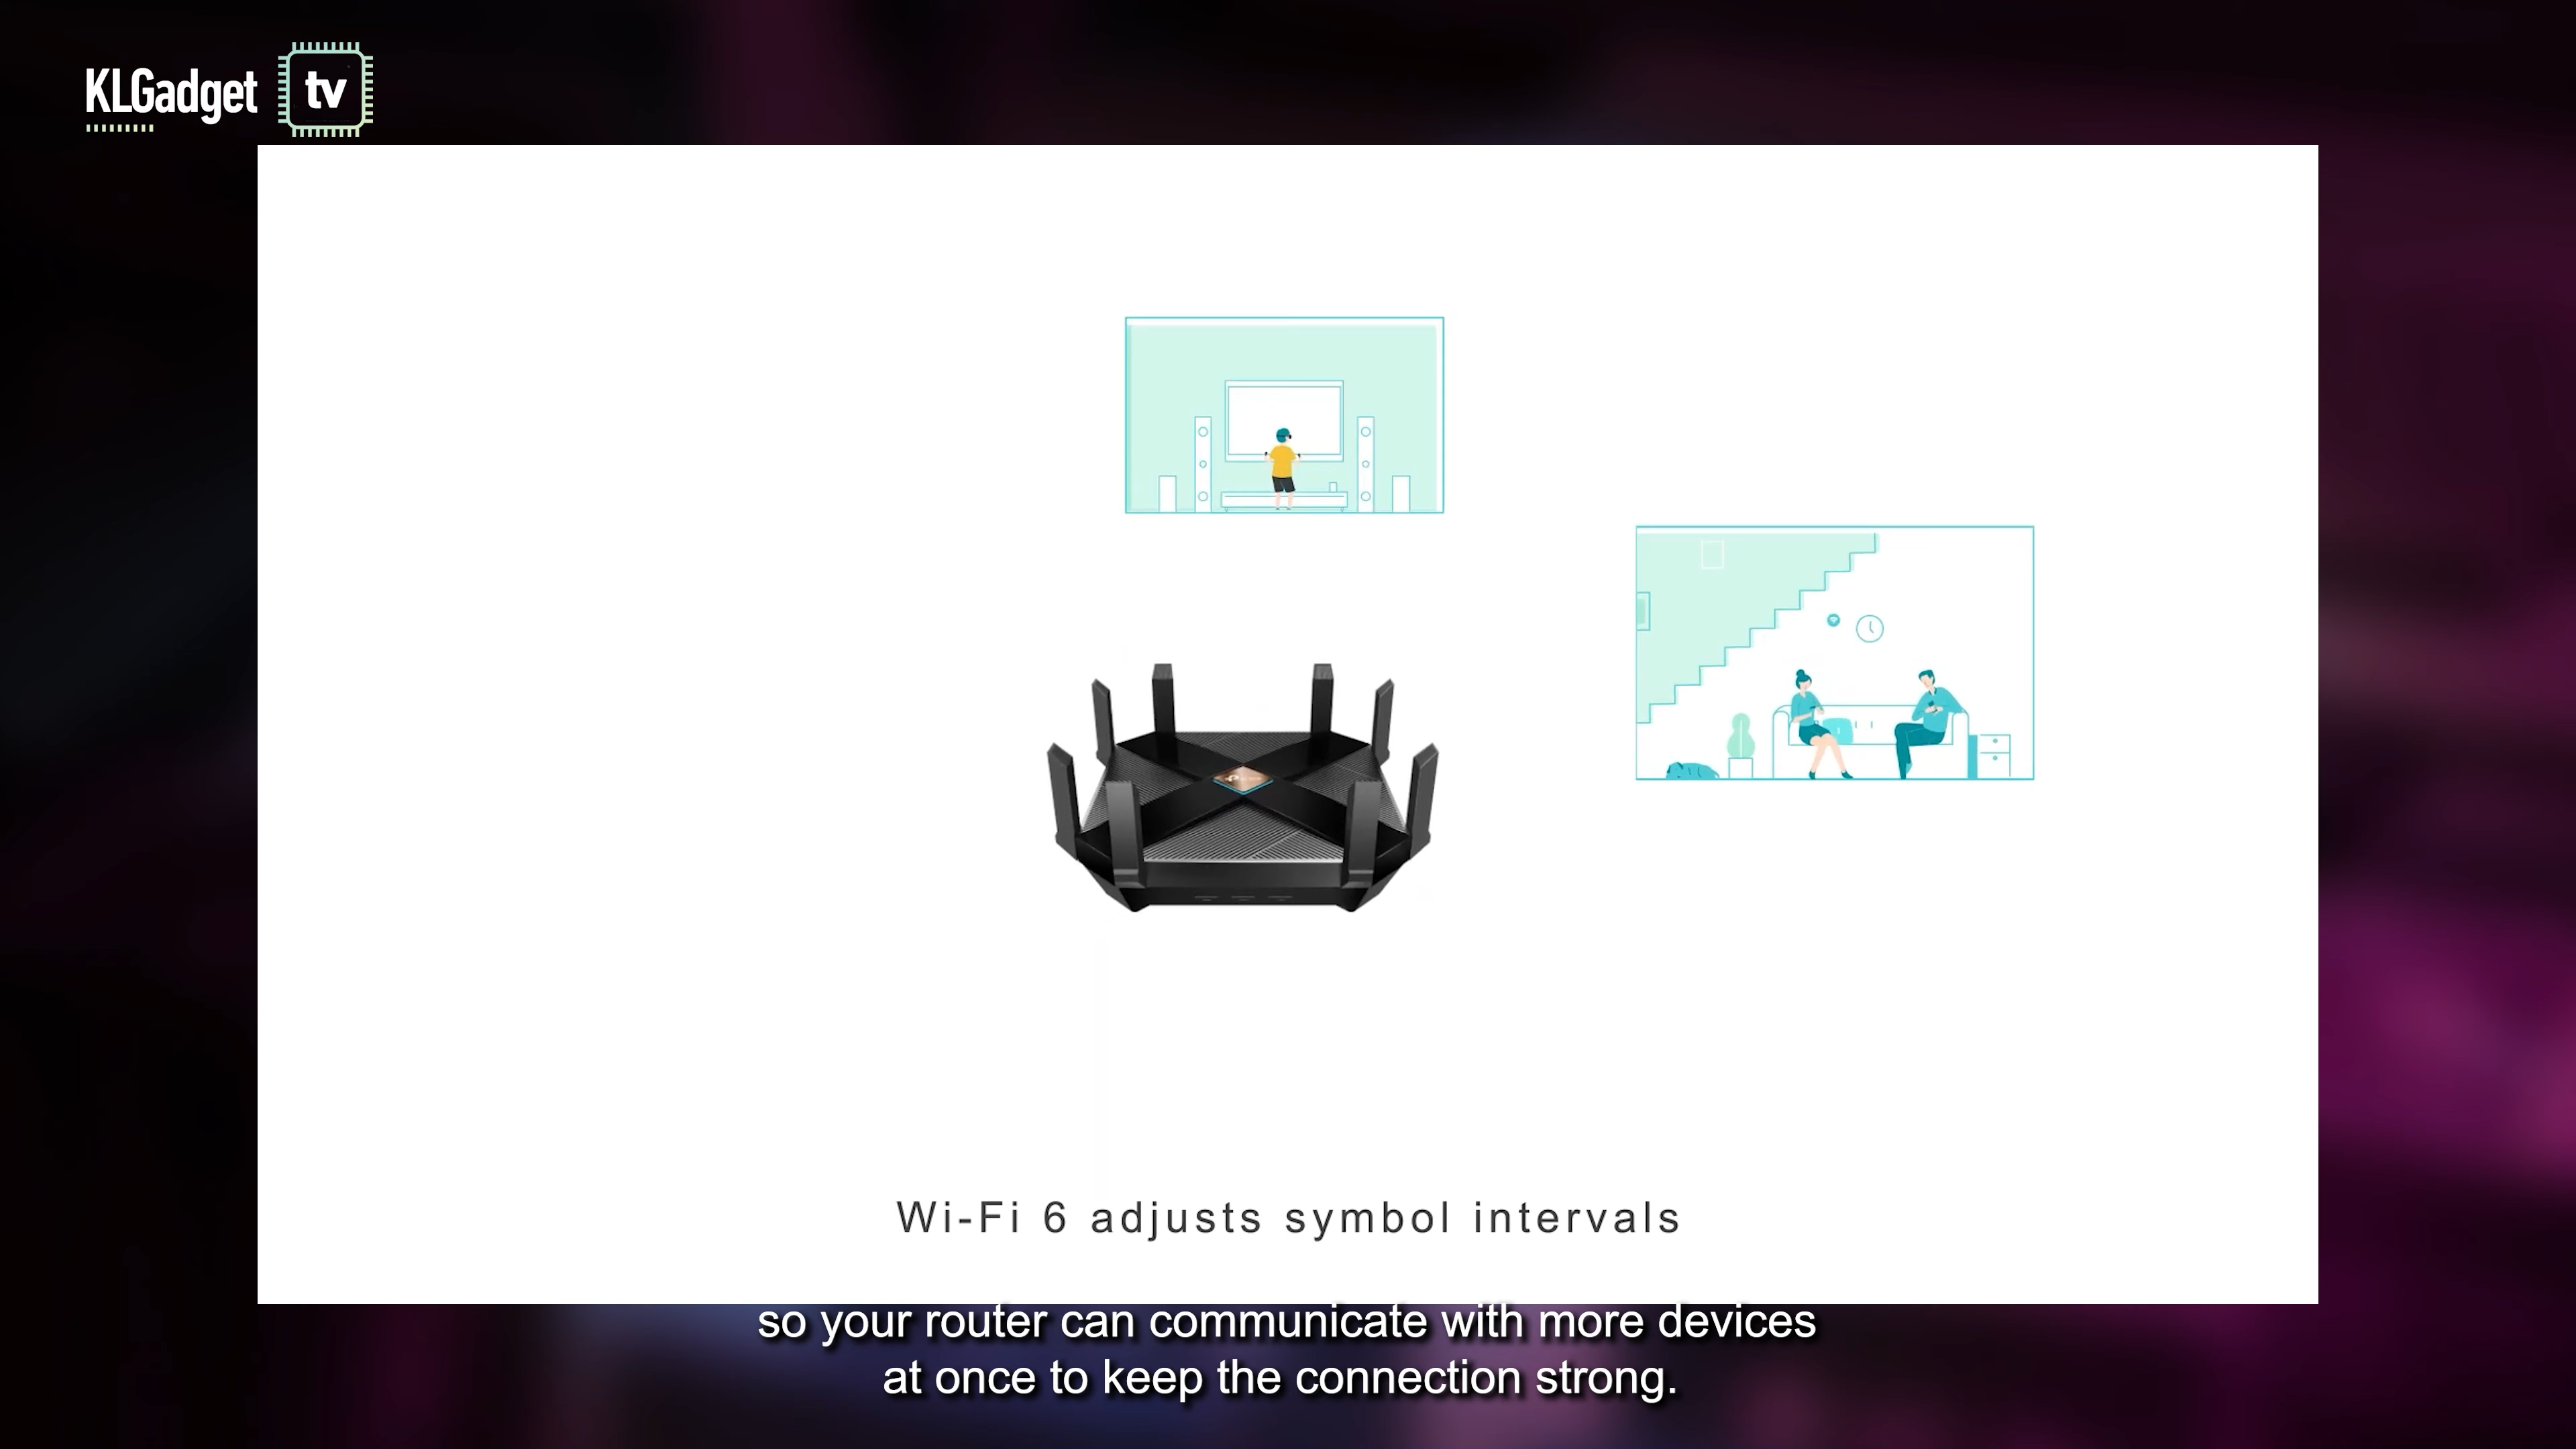 KLGadget tv
Wi-Fi 6 adjusts symbol intervals
so your router can communicate with more devices
at once to keep the connection strong.